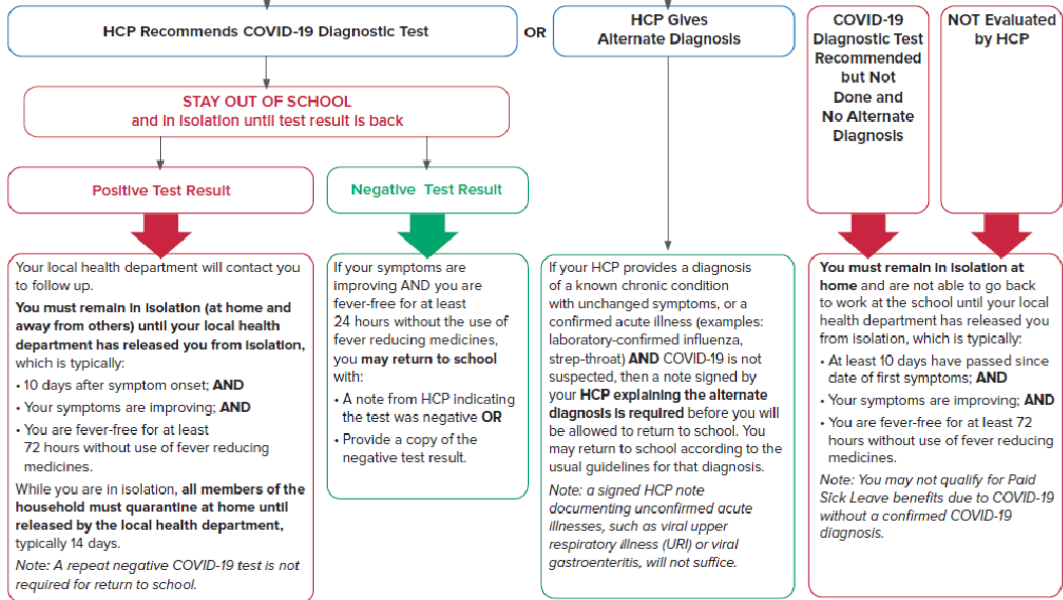 HCP Recommends COVID-19 Diagnostic Test
OR
HCP Gives
Alternate Diagnosis
COVID-19
Diagnostic Test
Recommended
but Not
Done and
No Alternate
Diagnosis
NOT Evaluated
by HCP
STAY OUT OF SCHOOL
and in isolation until test result is back
Positive Test Result
Negative Test Result
Your local health department will contact you
to follow up.
You must remain in isolation (at home and
away from others) until your local health
department has released you from isolation,
which is typically:
• 10 days after symptom onset; AND
• Your symptoms are improving; AND
• You are fever-free for at least
72 hours without use of fever reducing
medicines.
While you are in isolation, all members of the
household must quarantine at home until
released by the local health department,
typically 14 days.
Note: A repeat negative COVID-19 test is not
required for return to school.
If your symptoms are
improving AND you are
fever-free for at least
24 hours without the use of
fever reducing medicines,
you may return to school
with:
• A note from HCP indicating
the test was negative OR
• Provide a copy of the
negative test result.
If your HCP provides a diagnosis
of a known chronic condition
with unchanged symptoms, or a
confirmed acute illness (examples:
laboratory-confirmed influenza,
strep-throat) AND COVID-19 is not
suspected, then a note signed by
your HCP explaining the alternate
diagnosis is required before you will
be allowed to return to school. You
may return to school according to the
usual guidelines for that diagnosis.
Note: a signed HCP note
documenting unconfirmed acute
illnesses, such as viral upper
respiratory illness (URI) or viral
gastroenteritis, will not suffice.
You must remain in isolation at
home and are not able to go back
to work at the school until your local
health department has released you
from isolation, which is typically:
• At least 10 days have passed since
date of first symptoms; AND
• Your symptoms are improving; AND
• You are fever-free for at least 72
hours without use of fever reducing
medicines.
Note: You may not qualify for Paid
Sick Leave benefits due to COVID-19
without a confirmed COVID-19
diagnosis.